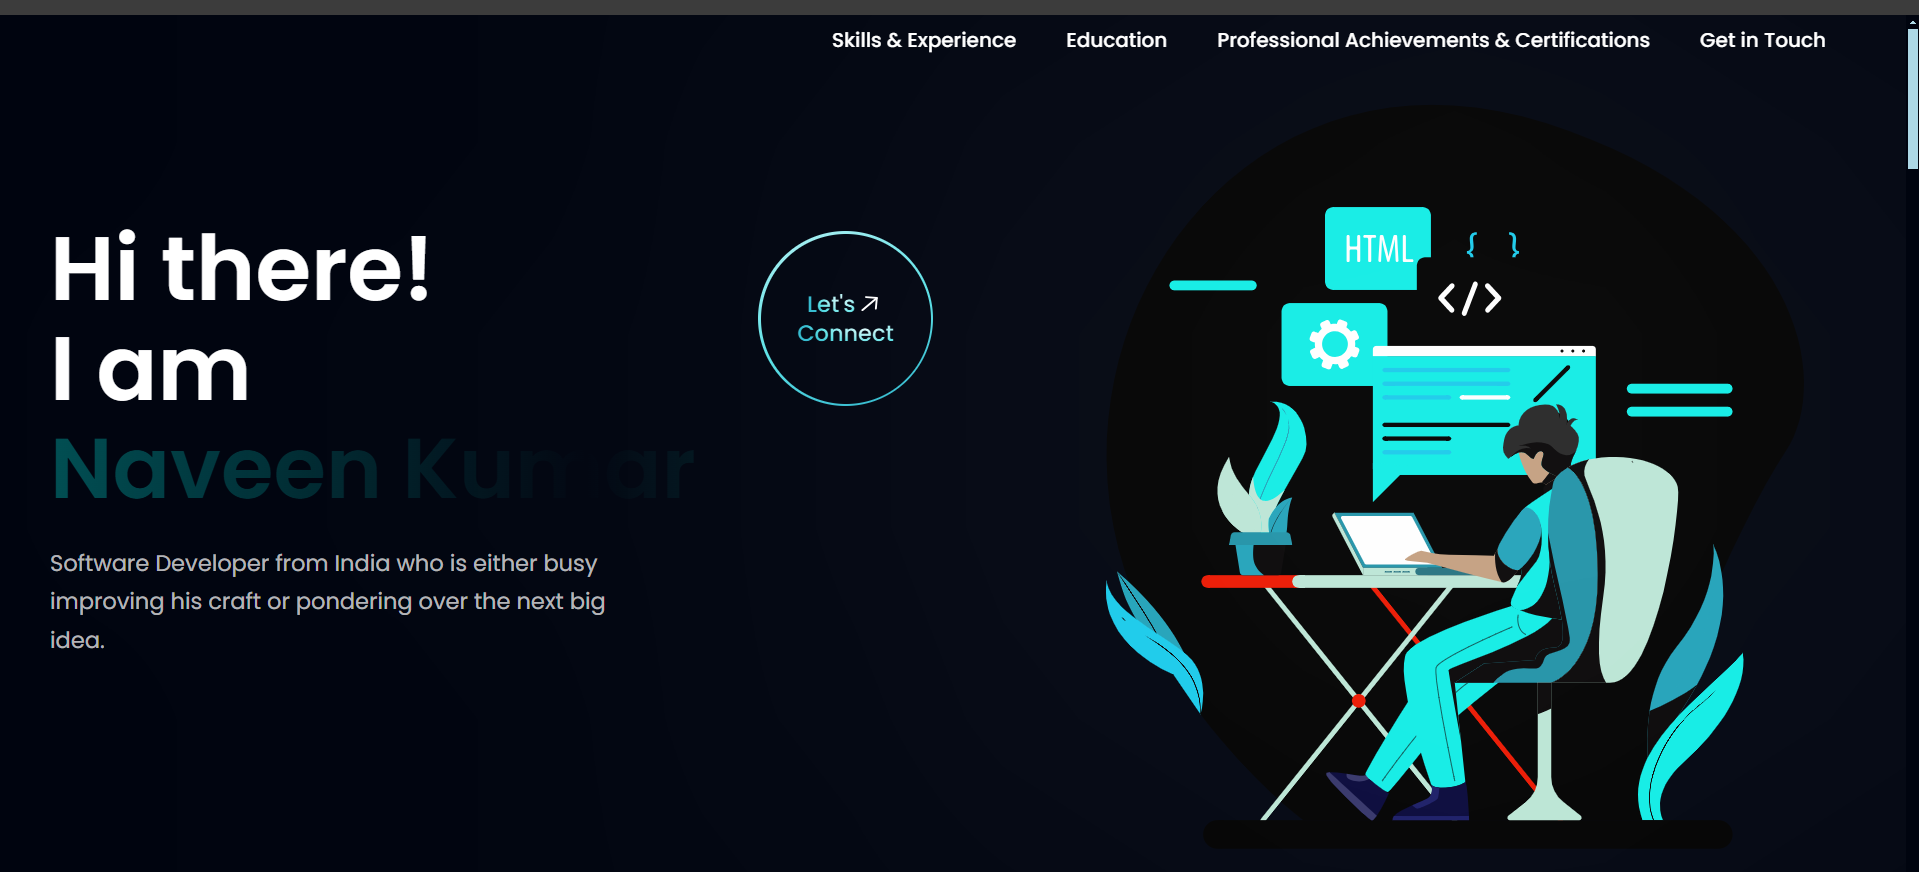 Skills & Experience Education Professional Achievements & Certifications Get in Touch
HTML
{ }
</>
Hi there!
I am
Naveen Kumar
Let's
Connect
Software Developer from India who is either busy
improving his craft or pondering over the next big
idea.